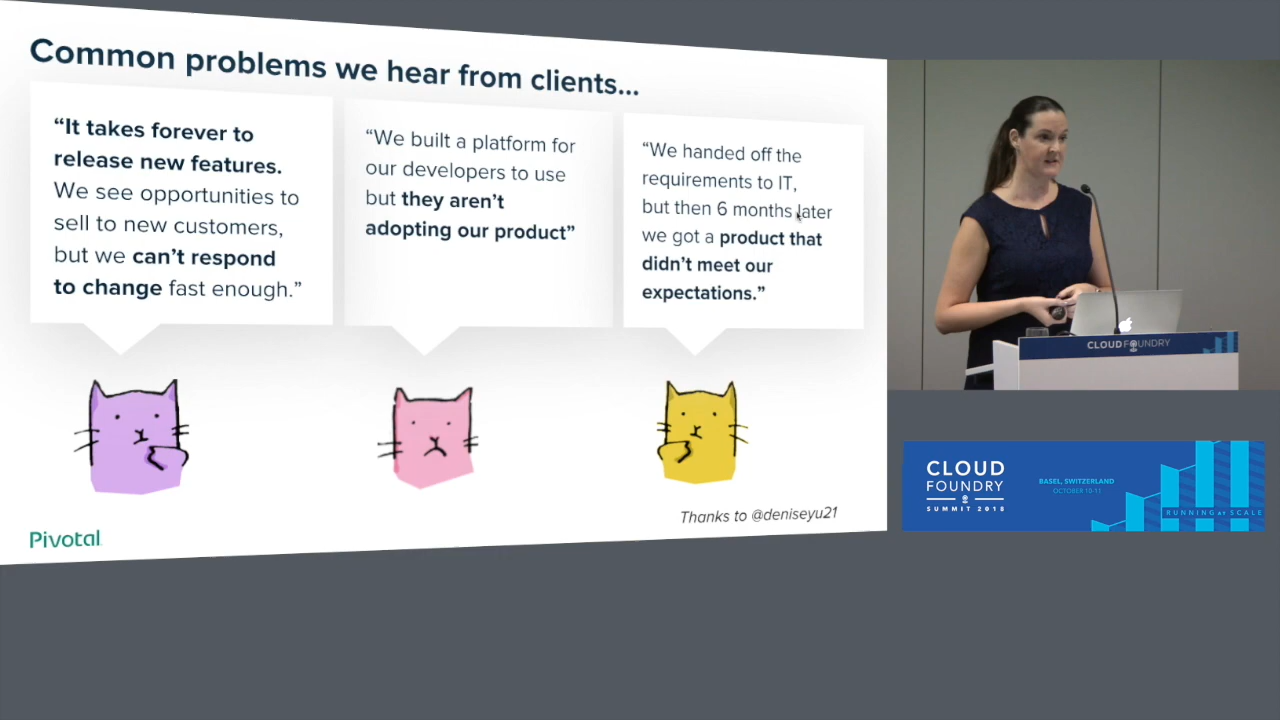 Common problems we hear from clients...
“It takes forever to
release new features.
We see opportunities to
sell to new customers,
but we can’t respond
to change fast enough.”
“We built a platform for
our developers to use
but they aren’t
adopting our product”
“We handed off the
requirements to IT,
but then 6 months later
we got a product that
didn’t meet our
expectations.”
Thanks to @deniseyu21
Pivotal
CLOUD FOUNDRY
CLOUD
FOUNDRY
SUMMIT 2018
BASEL, SWITZERLAND
OCTOBER 10-11
RUNNING AT SCALE